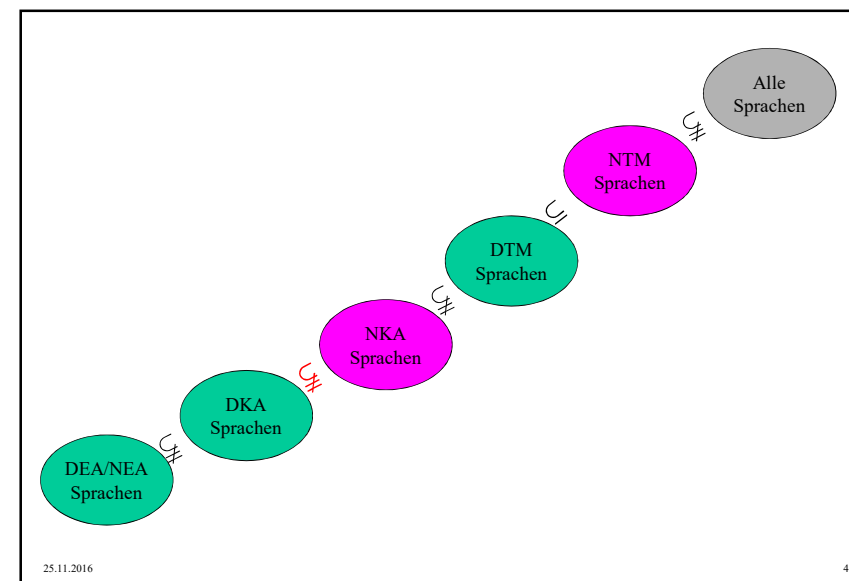 Alle
Sprachen
⊊
NTM
Sprachen
⊆
DTM
Sprachen
⊊
NKA
Sprachen
⊊
DKA
Sprachen
⊊
DEA/NEA
Sprachen
25.11.2016
4